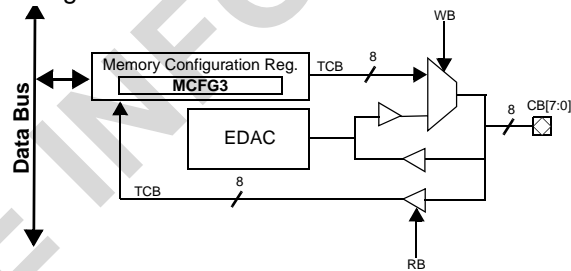 WB
Memory Configuration Reg.
MCFG3
TCB
8
8
CB[7:0]
EDAC
Data Bus
TCB
8
RB